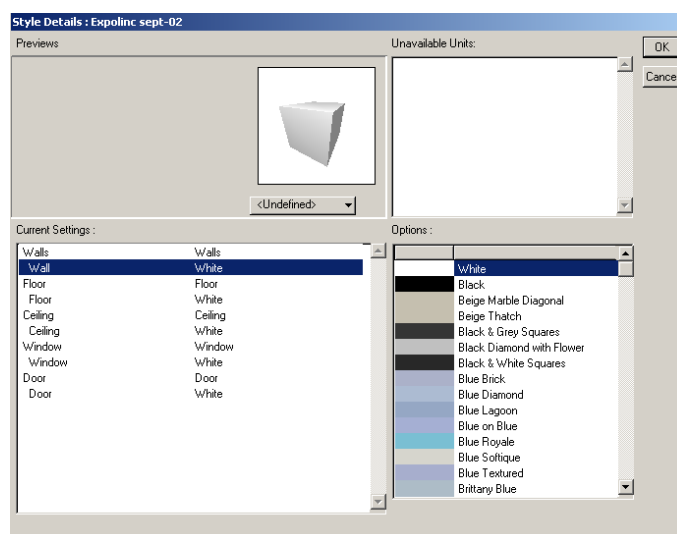 Style Details : Expolinc sept-02
Previews
Unavailable Units:
OK
Cance
<Undefined>
Current Settings :
Options :
Walls Walls
Wall White
Floor Floor
Floor White
Ceiling Ceiling
Ceiling White
Window Window
Window White
Door Door
Door White
White
Black
Beige Marble Diagonal
Beige Thatch
Black & Grey Squares
Black Diamond with Flower
Black & White Squares
Blue Brick
Blue Diamond
Blue Lagoon
Blue on Blue
Blue Royale
Blue Softique
Blue Textured
Brittany Blue